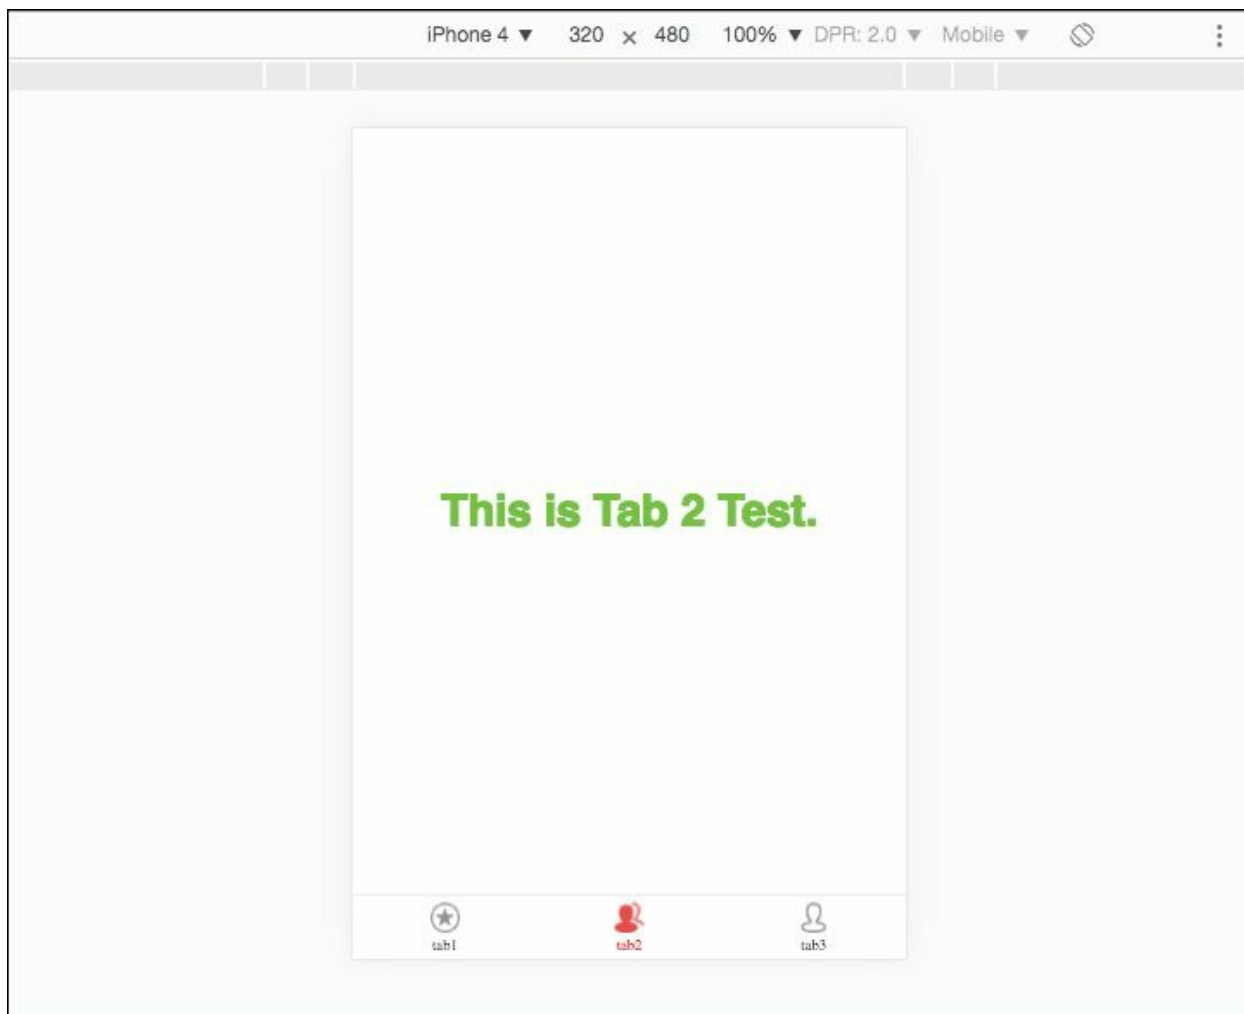 iPhone 4 ▼ 320 × 480 100% ▼ DPR: 2.0 ▼ Mobile ▼
This is Tab 2 Test.
tab1 tab2 tab3